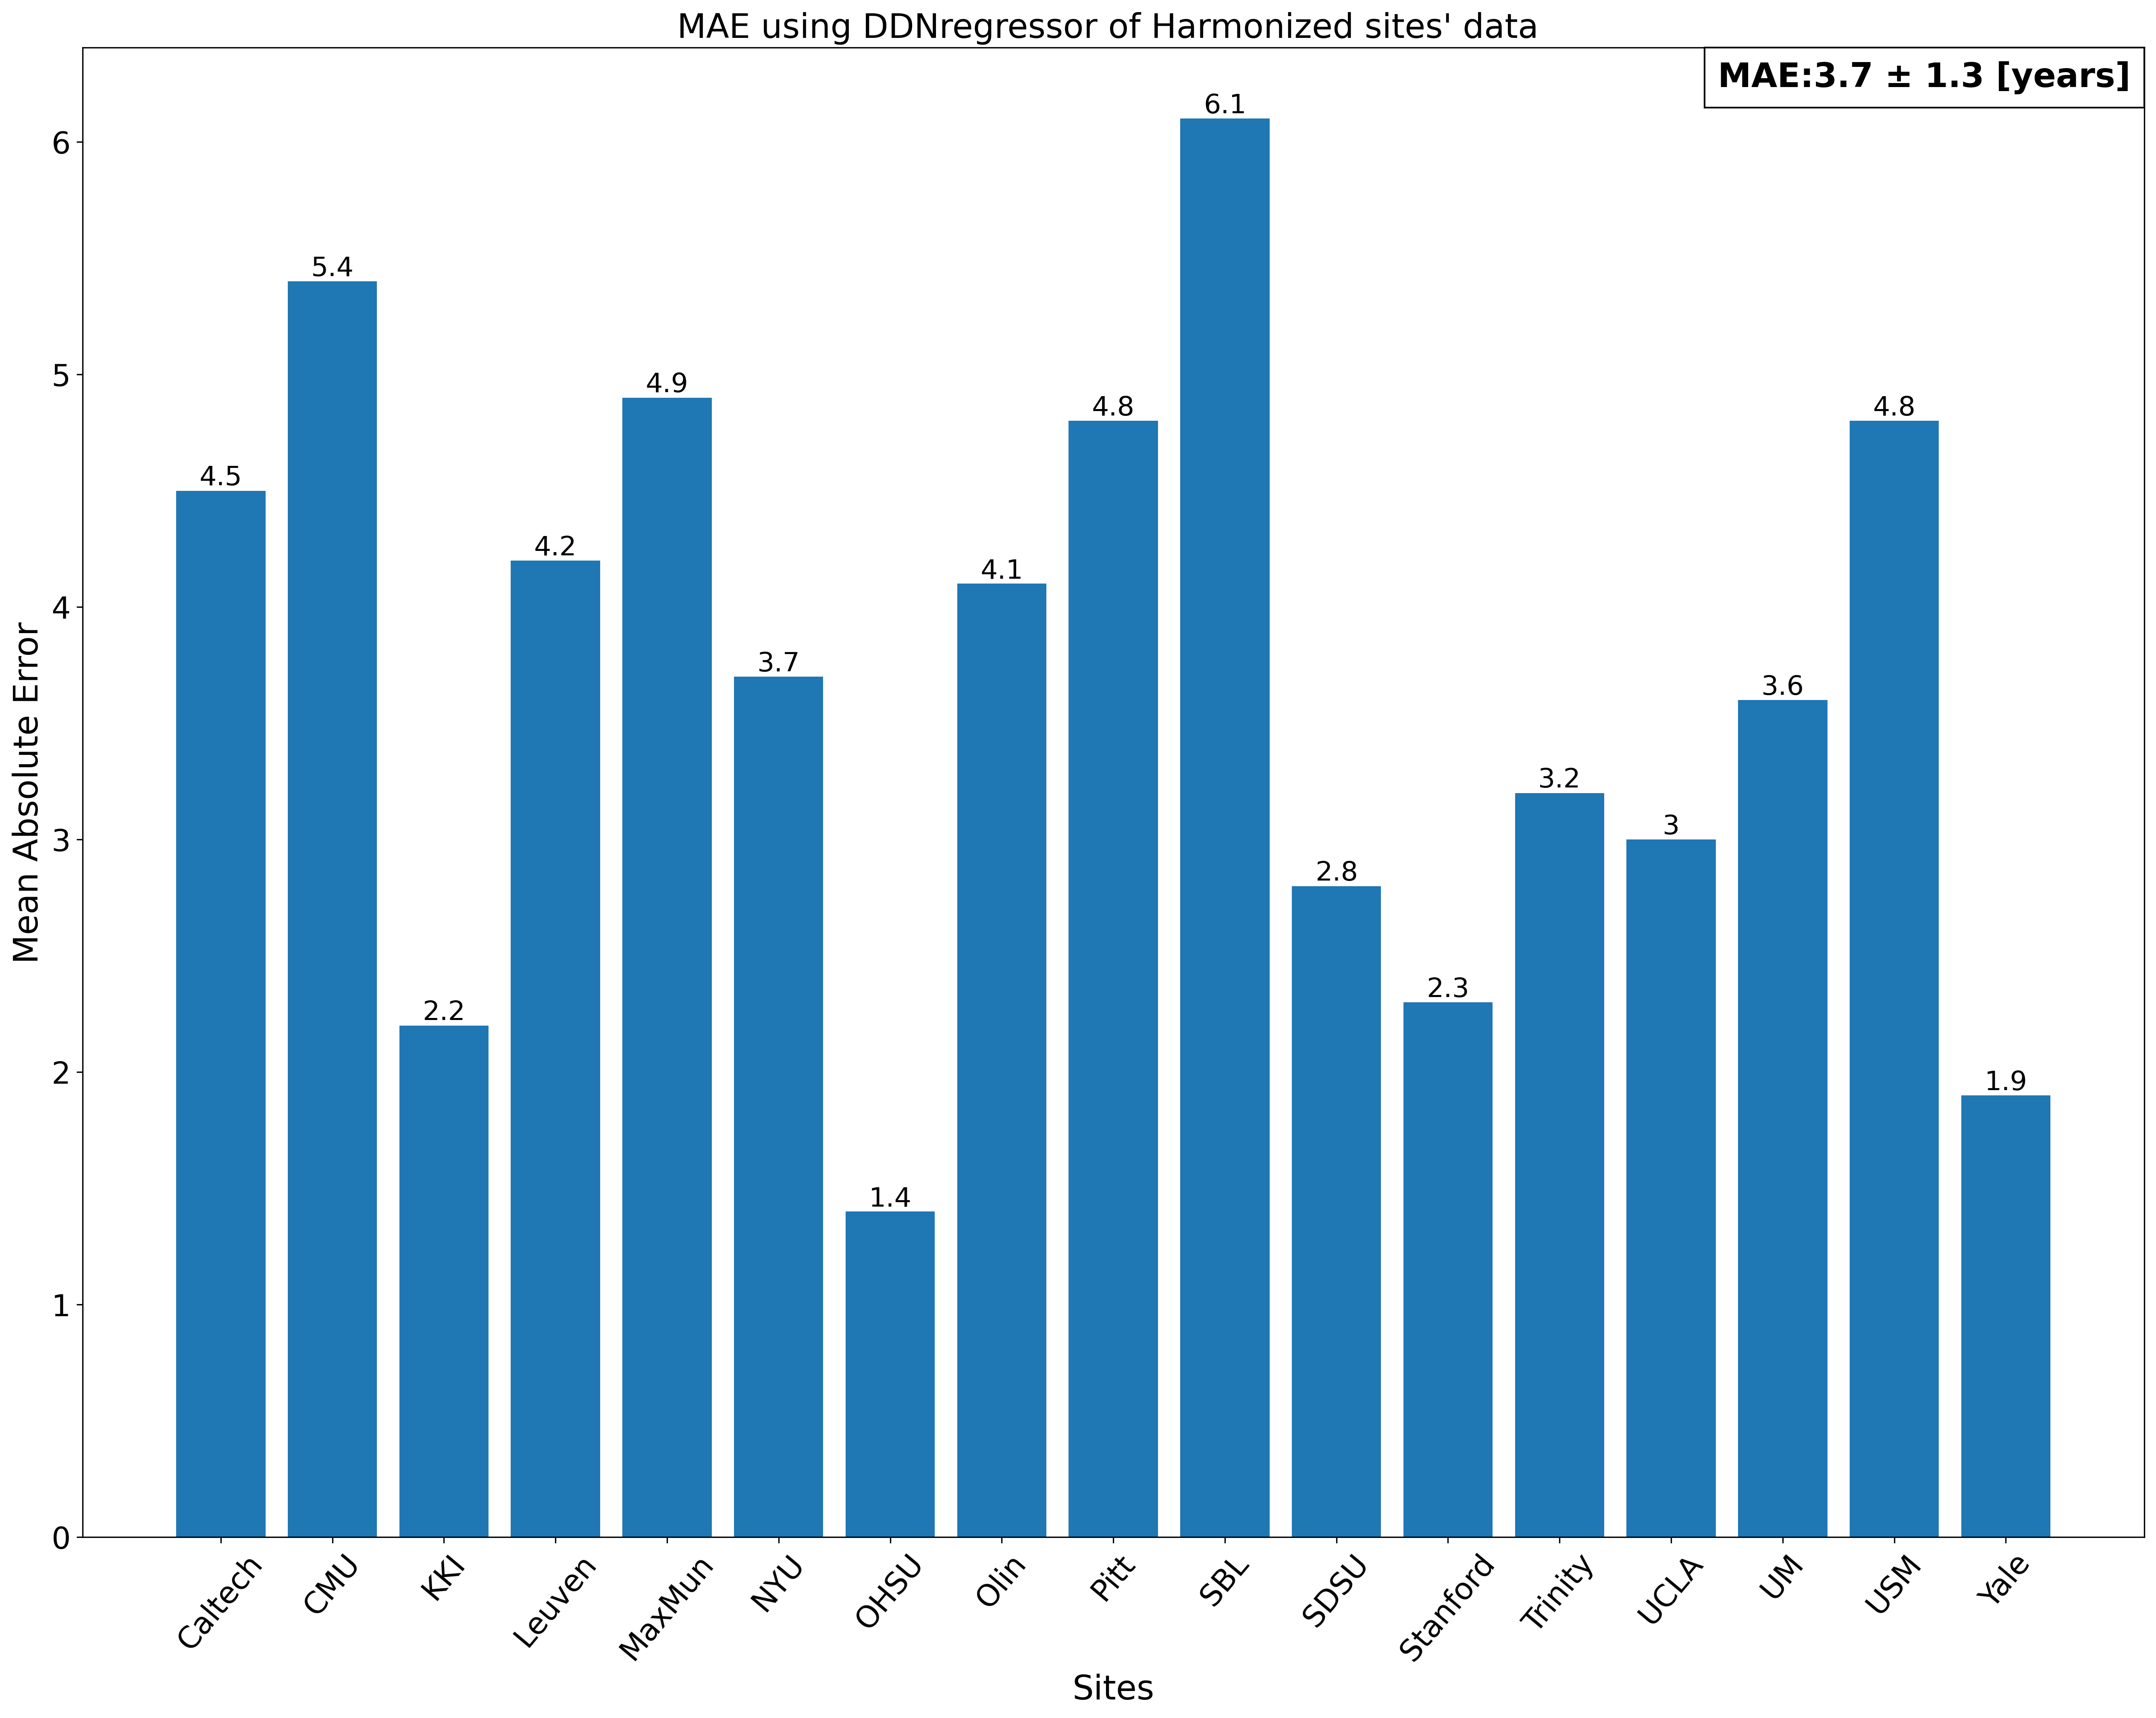 MAE using DDNregressor of Harmonized sites' data
MAE:3.7 ± 1.3 [years]
Mean Absolute Error
6
5
4
3
2
1
0
4.5
5.4
2.2
4.2
4.9
3.7
1.4
4.1
4.8
6.1
2.8
2.3
3.2
3
3.6
4.8
1.9
Caltech
CMU
KKI
Leuven
MaxMun
NYU
OHSU
Olin
Pitt
SBL
SDSU
Stanford
Trinity
UCLA
UM
USM
Yale
Sites